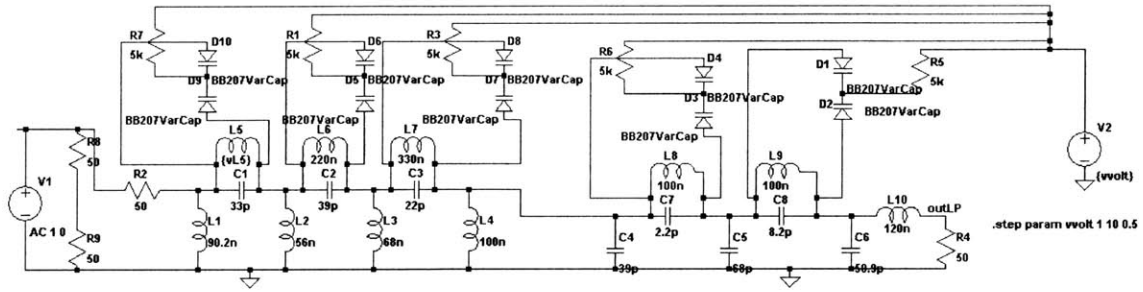 R7
5k
D10
D9
BB207VarCap
BB207VarCap
R1
5k
D6
D5
BB207VarCap
BB207VarCap
R3
5k
D8
D7
BB207VarCap
BB207VarCap
R6
5k
D4
D3
BB207VarCap
BB207VarCap
D1
BB207VarCap
D2
BB207VarCap
R5
5k
V2
{vvolt}
V1
AC 1 0
R8
50
R9
50
R2
50
L5
{vL5}
C1
33p
L6
220n
C2
39p
L7
330n
C3
22p
L1
90.2n
L2
56n
L3
68n
L4
100n
L8
100n
C7
2.2p
L9
100n
C8
8.2p
C4
39p
C5
68p
C6
50.9p
L10
120n
outLP
R4
50
.step param vvolt 1 10 0.5